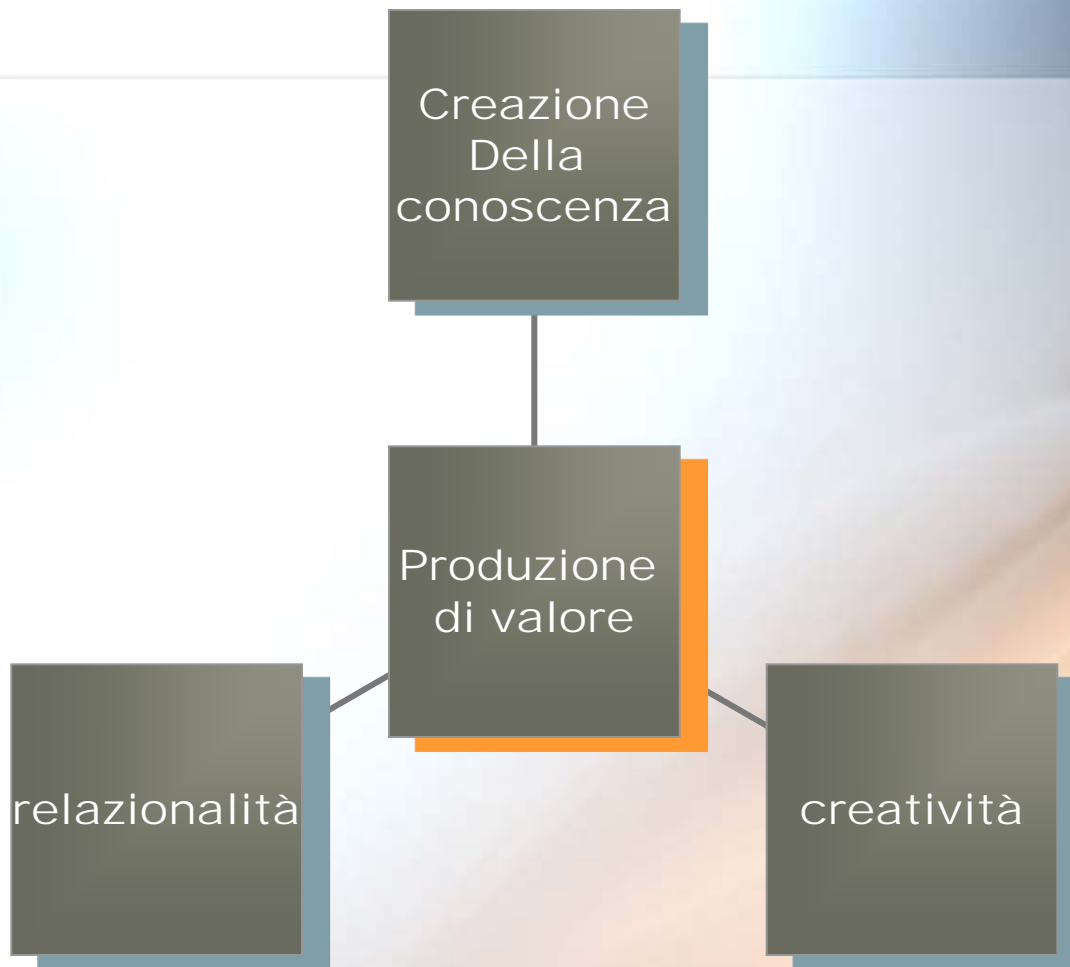 Creazione
Della
conoscenza
Produzione
di valore
relazionalità
creatività